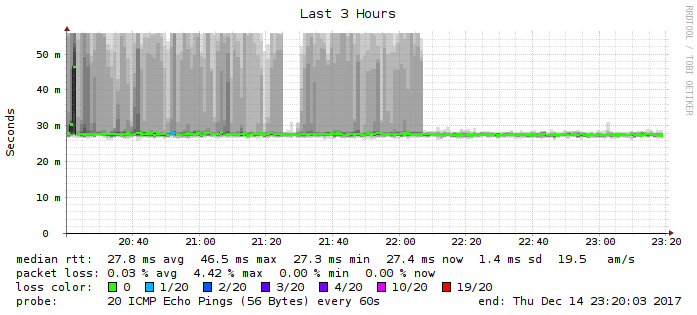 Last 3 Hours
RRDTOOL / TOBI OETIKER
Seconds
50 m
40 m
30 m
20 m
10 m
0
20:40 21:00 21:20 21:40 22:00 22:20 22:40 23:00 23:20
median rtt: 27.8 ms avg 46.5 ms max 27.3 ms min 27.4 ms now 1.4 ms sd 19.5 am/s
packet loss: 0.03 % avg 4.42 % max 0.00 % min 0.00 % now
loss color: 0 1/20 2/20 3/20 4/20 10/20 19/20
probe: 20 ICMP Echo Pings (56 Bytes) every 60s end: Thu Dec 14 23:20:03 2017